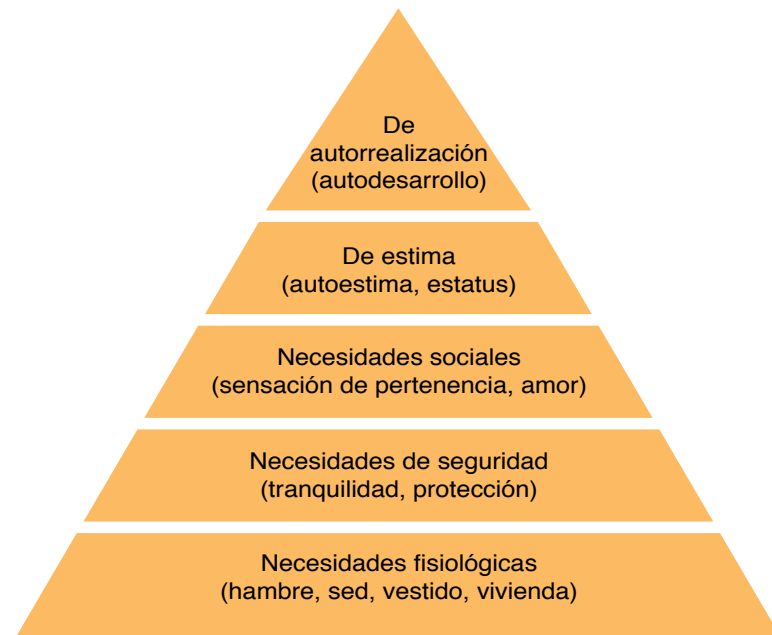 De
autorrealización
(autodesarrollo)
De estima
(autoestima, estatus)
Necesidades sociales
(sensación de pertenencia, amor)
Necesidades de seguridad
(tranquilidad, protección)
Necesidades fisiológicas
(hambre, sed, vestido, vivienda)